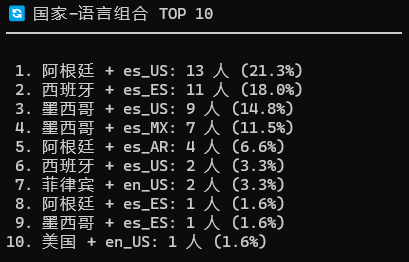 🔄 国家-语言组合 TOP 10
1. 阿根廷 + es_US: 13 人 (21.3%)
2. 西班牙 + es_ES: 11 人 (18.0%)
3. 墨西哥 + es_US: 9 人 (14.8%)
4. 墨西哥 + es_MX: 7 人 (11.5%)
5. 阿根廷 + es_AR: 4 人 (6.6%)
6. 西班牙 + es_US: 2 人 (3.3%)
7. 菲律宾 + en_US: 2 人 (3.3%)
8. 阿根廷 + es_ES: 1 人 (1.6%)
9. 墨西哥 + es_ES: 1 人 (1.6%)
10. 美国 + en_US: 1 人 (1.6%)